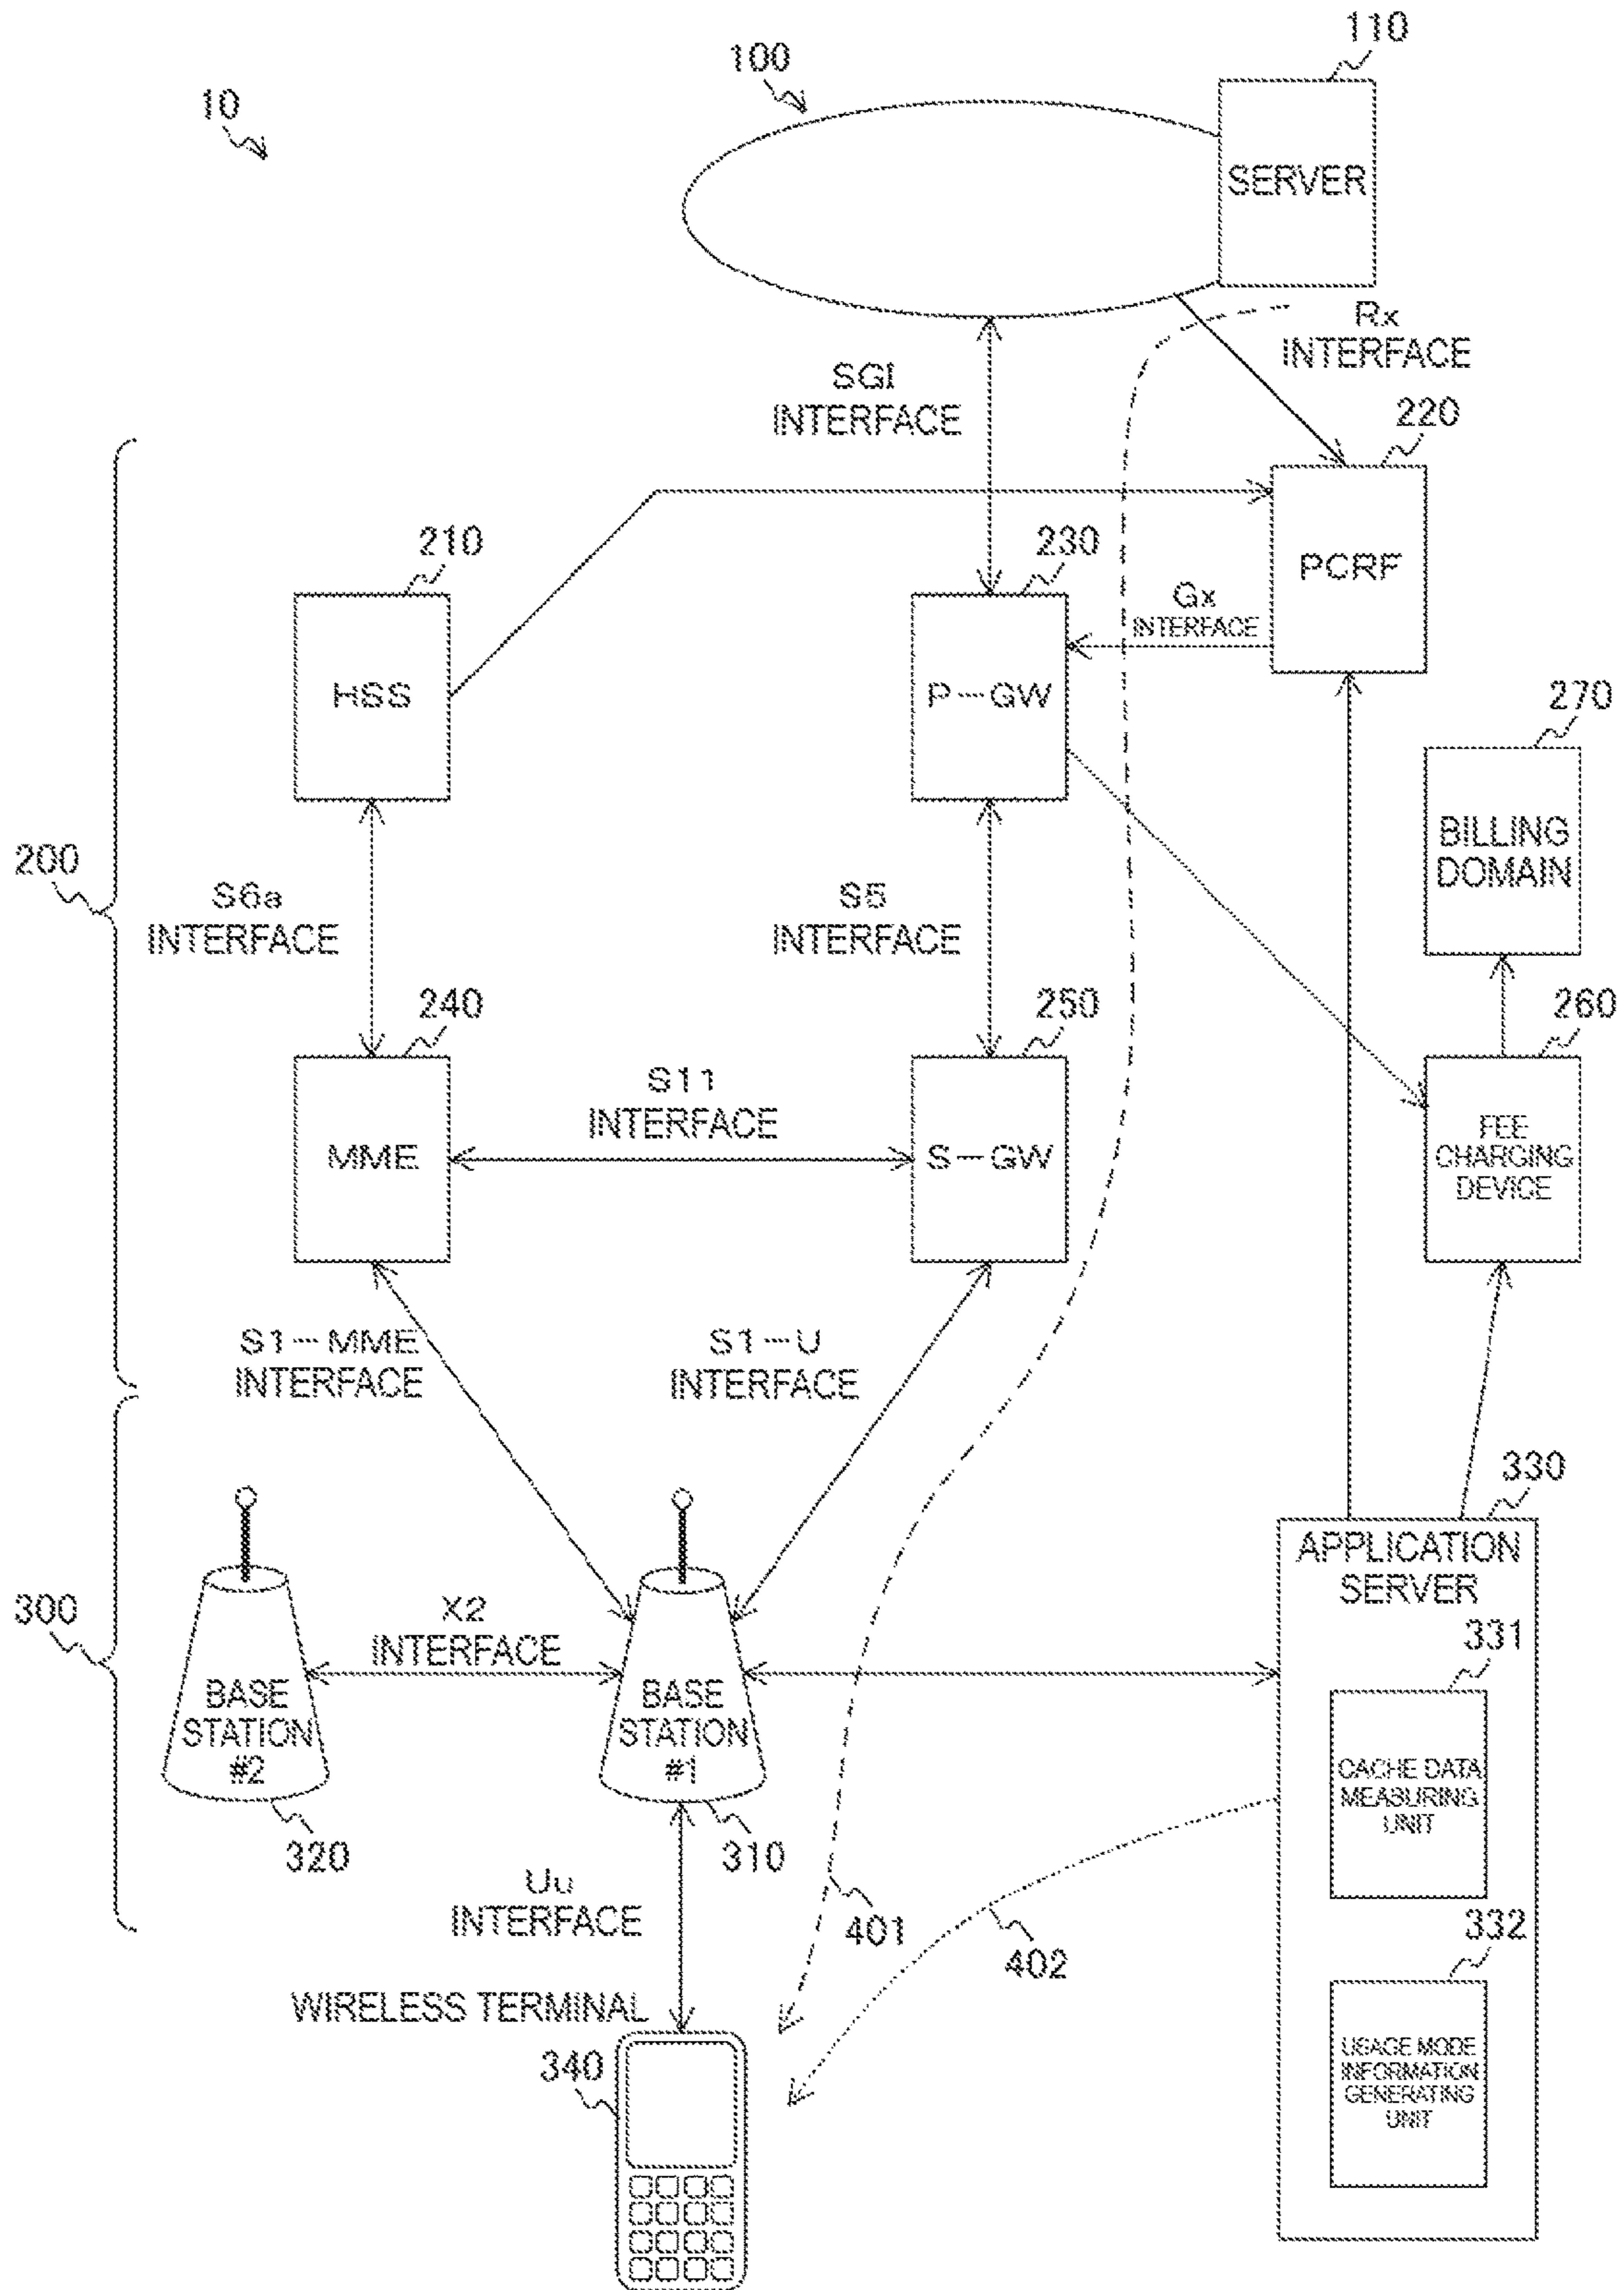 110
100
10
SERVER
Rx
INTERFACE
SGI
INTERFACE
220
210
230
PCRF
Gx
INTERFACE
HSS
P-GW
270
BILLING
DOMAIN
200
S6a
INTERFACE
S5
INTERFACE
240
250
260
S11
INTERFACE
MME
S-GW
FEE
CHARGING
DEVICE
S1-MME
INTERFACE
S1-U
INTERFACE
330
APPLICATION
SERVER
300
X2
INTERFACE
331
BASE
STATION
#2
BASE
STATION
#1
CACHE DATA
MEASURING
UNIT
320
310
Uu
INTERFACE
401
402
332
WIRELESS TERMINAL
340
USAGE MODE
INFORMATION
GENERATING
UNIT